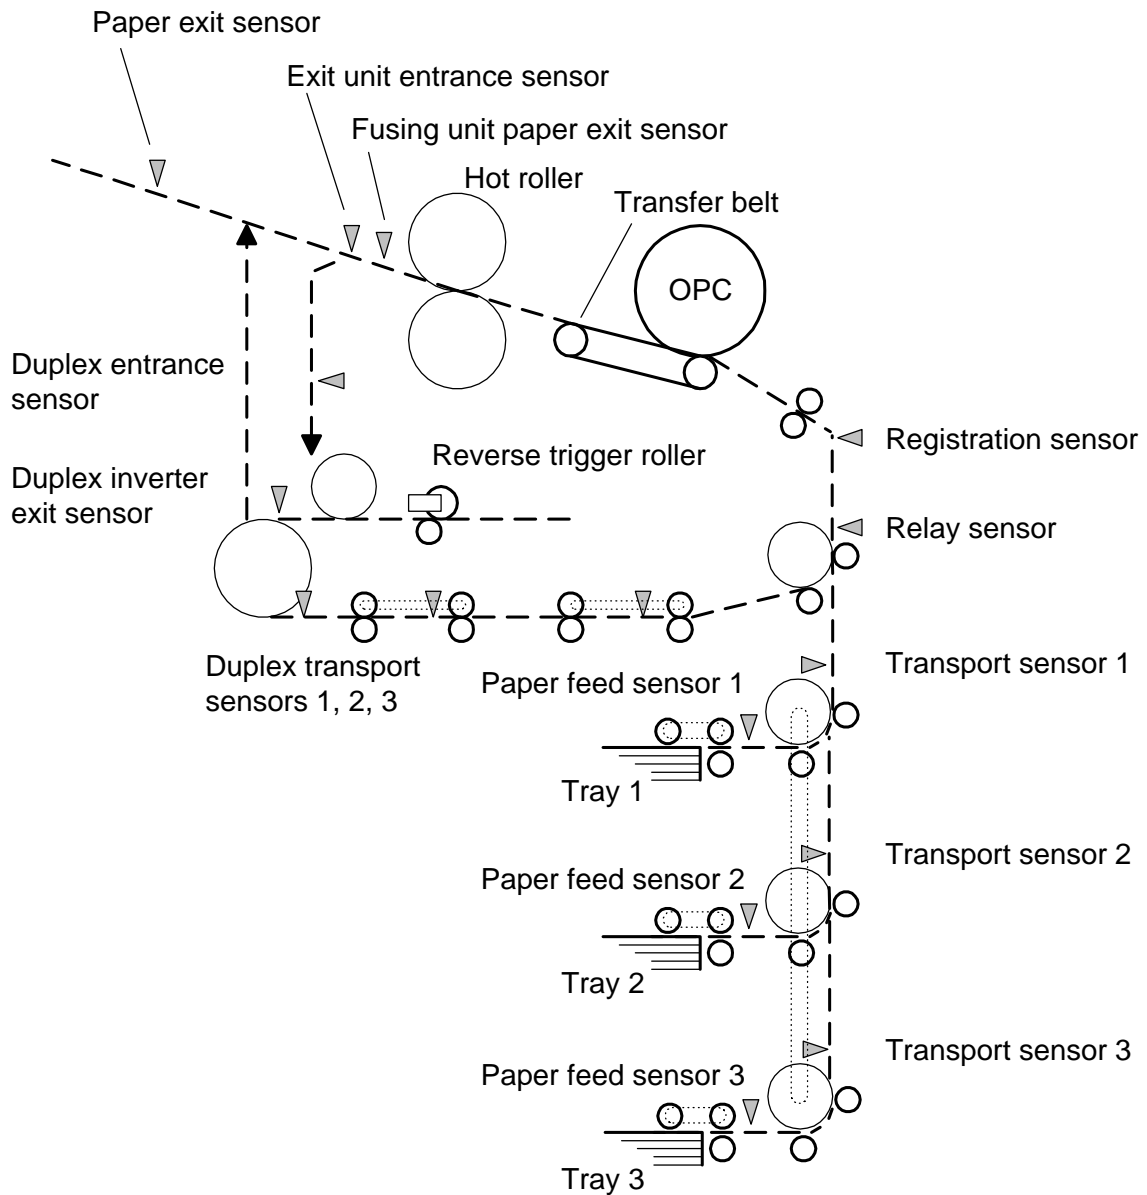 Paper exit sensor
Exit unit entrance sensor
Fusing unit paper exit sensor
Hot roller
Transfer belt
OPC
Duplex entrance
sensor
Registration sensor
Reverse trigger roller
Duplex inverter
exit sensor
Relay sensor
Duplex transport
sensors 1, 2, 3
Transport sensor 1
Paper feed sensor 1
Tray 1
Transport sensor 2
Paper feed sensor 2
Tray 2
Transport sensor 3
Paper feed sensor 3
Tray 3